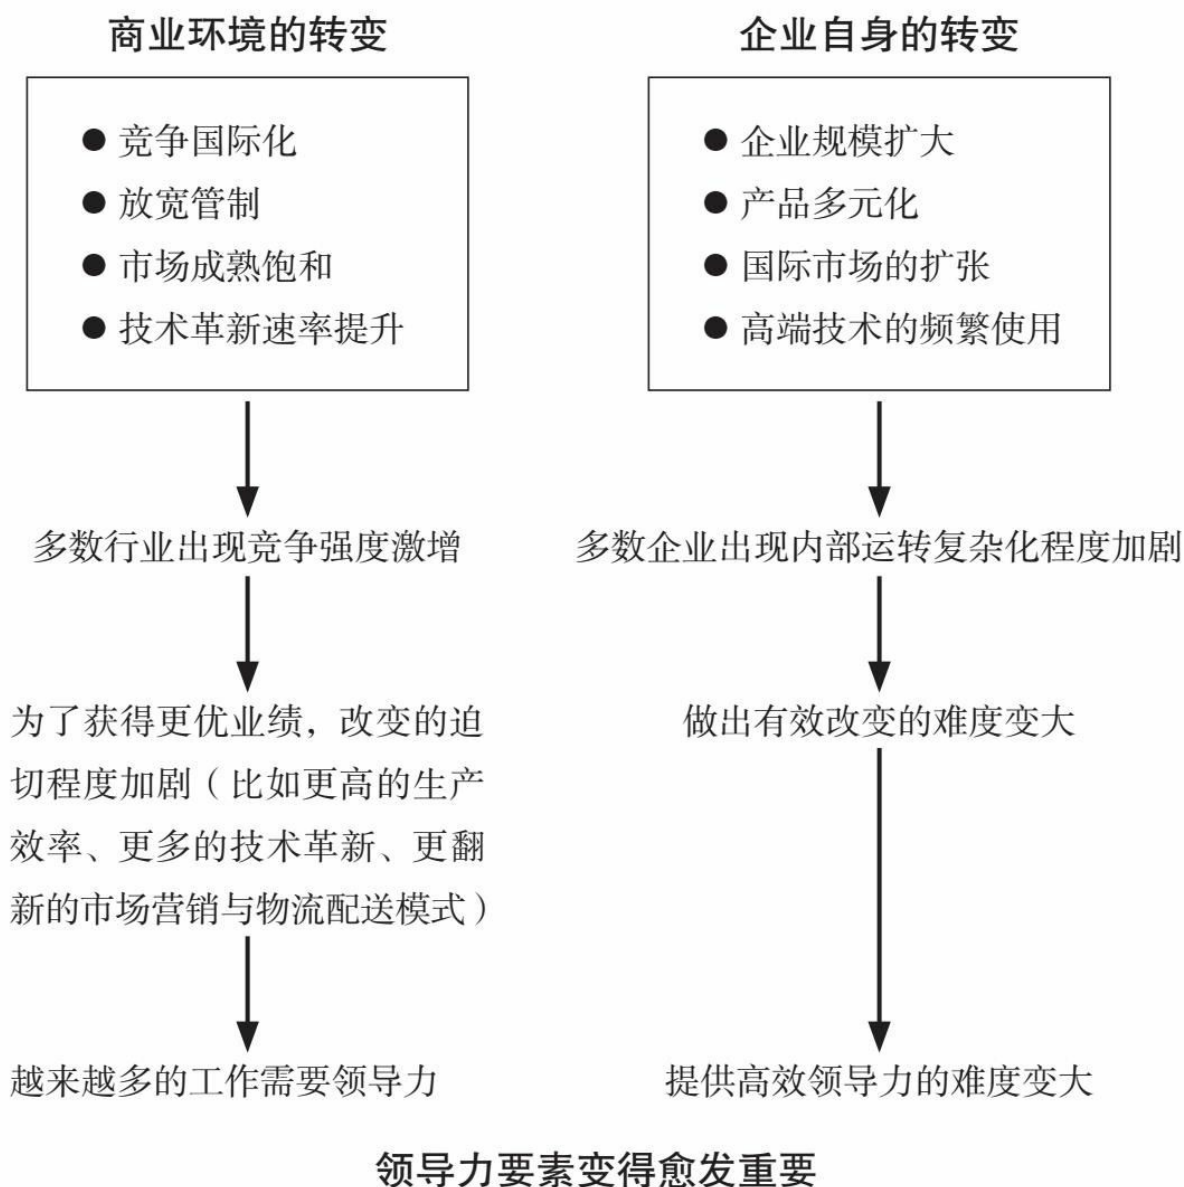 商业环境的转变
● 竞争国际化
● 放宽管制
● 市场成熟饱和
● 技术革新速率提升
多数行业出现竞争强度激增
为了获得更优业绩，改变的迫
切程度加剧（比如更高的生产
效率、更多的技术革新、更翻
新的市场营销与物流配送模式）
越来越多的工作需要领导力
企业自身的转变
● 企业规模扩大
● 产品多元化
● 国际市场的扩张
● 高端技术的频繁使用
多数企业出现内部运转复杂化程度加剧
做出有效改变的难度变大
提供高效领导力的难度变大
领导力要素变得愈发重要